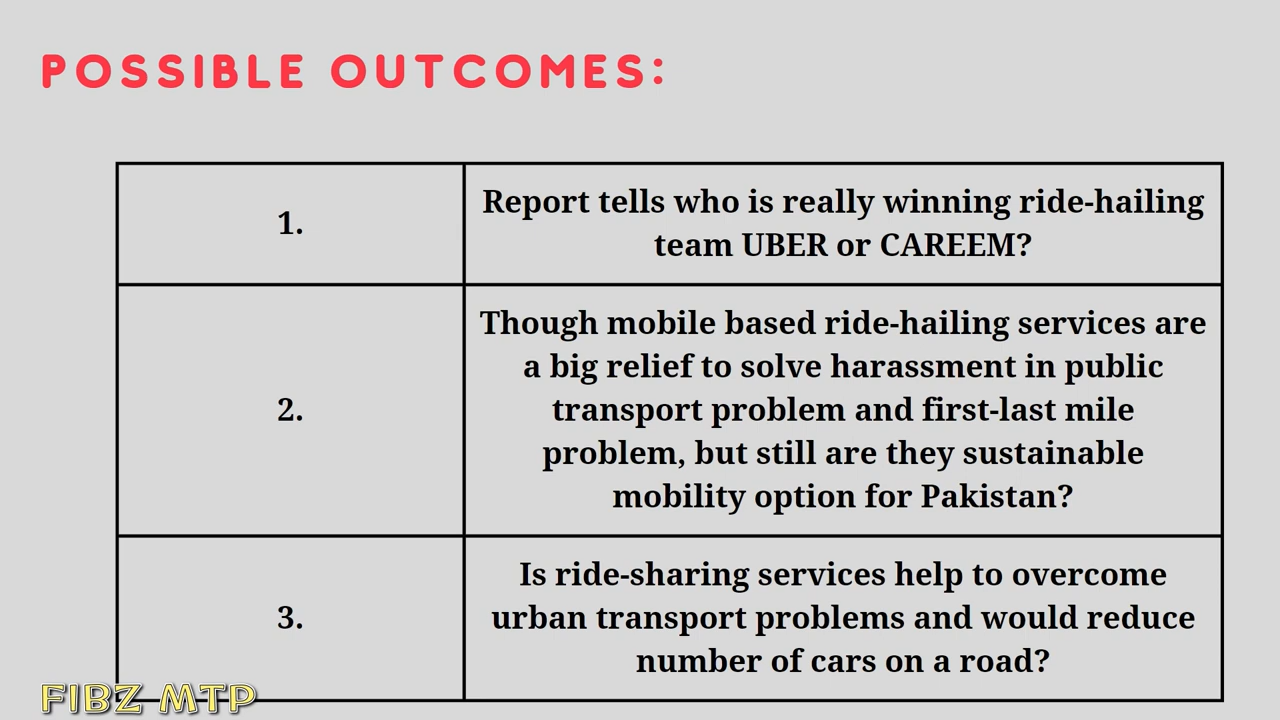 POSSIBLE OUTCOMES:
1.
Report tells who is really winning ride-hailing
team UBER or CAREEM?
2.
Though mobile based ride-hailing services are
a big relief to solve harassment in public
transport problem and first-last mile
problem, but still are they sustainable
mobility option for Pakistan?
3.
Is ride-sharing services help to overcome
urban transport problems and would reduce
number of cars on a road?
FIBZ MTP